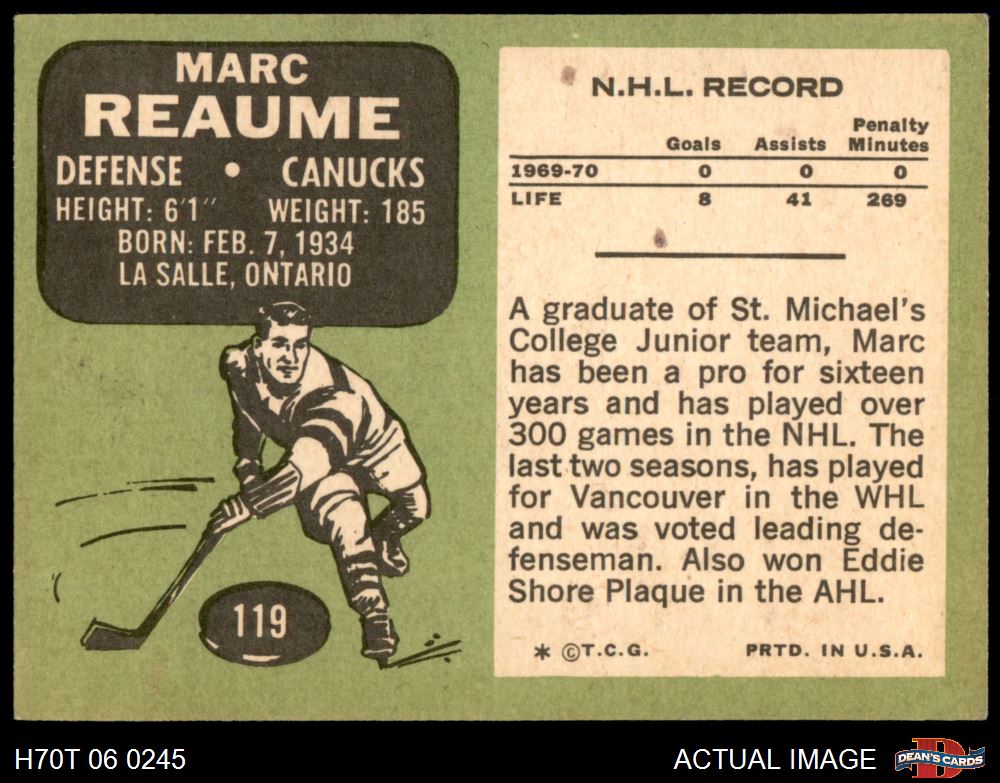 MARC
REAUME
DEFENSE • CANUCKS
HEIGHT: 6'1" WEIGHT: 185
BORN: FEB. 7, 1934
LA SALLE, ONTARIO
119
N.H.L. RECORD
Goals Assists Penalty Minutes
1969-70 0 0 0
LIFE 8 41 269
A graduate of St. Michael's
College Junior team, Marc
has been a pro for sixteen
years and has played over
300 games in the NHL. The
last two seasons, has played
for Vancouver in the WHL
and was voted leading de-
fenseman. Also won Eddie
Shore Plaque in the AHL.
* ©T.C.G. PRTD. IN U.S.A.
H70T 06 0245 ACTUAL IMAGE
D
DEAN'S CARDS